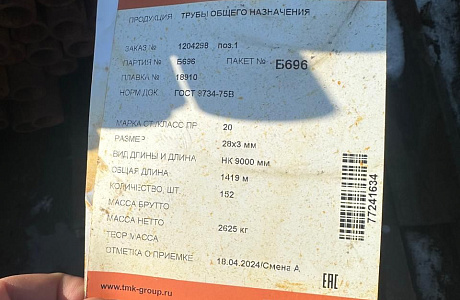 ПРОДУКЦИЯ ТРУБЫ ОБЩЕГО НАЗНАЧЕНИЯ
ЗАКАЗ № 1204298 поз.1
ПАРТИЯ № Б696 ПАКЕТ № Б696
ПЛАВКА № 18910
НОРМ.ДОК. ГОСТ 8734-75В
МАРКА СТ./КЛАСС ПР 20
РАЗМЕР 28х3 мм
ВИД ДЛИНЫ И ДЛИНА НК 9000 мм
ОБЩАЯ ДЛИНА 1419 м
КОЛИЧЕСТВО, ШТ. 152
МАССА БРУТТО
МАССА НЕТТО 2625 кг
ТЕОР.МАССА
ОТМЕТКА О ПРИЕМКЕ 18.04.2024/Смена А
77241634
EAC
www.tmk-group.ru